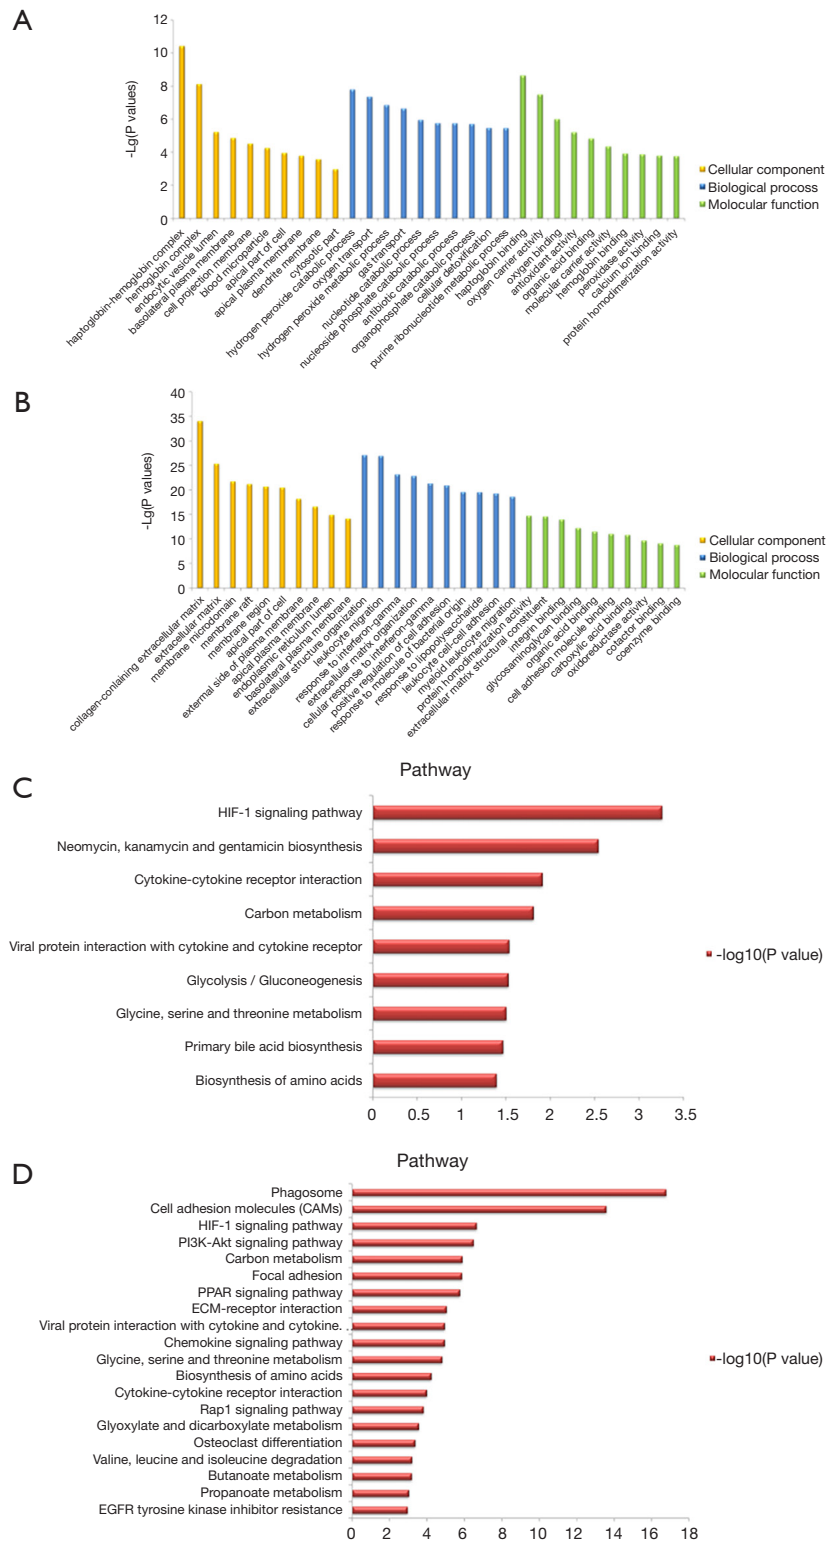 A
12
10
8
6
4
2
0
-Lg(P values)
haptoglobin-hemoglobin complex
hemoglobin complex
endocytic vesicle lumen
basolateral plasma membrane
cell projection membrane
blood microparticle
apical part of cell
apical plasma membrane
dendrite membrane
cytosolic part
hydrogen peroxide catabolic process
oxygen transport
hydrogen peroxide metabolic process
gas transport
nucleotide catabolic process
nucleoside phosphate catabolic process
antibiotic catabolic process
organophosphate catabolic process
cellular detoxification
purine ribonucleotide metabolic process
haptoglobin binding
oxygen carrier activity
oxygen binding
antioxidant activity
organic acid binding
molecular carrier activity
hemoglobin binding
peroxidase activity
calcium ion binding
protein homodimerization activity
Cellular component
Biological procoss
Molocular function
B
40
35
30
25
20
15
10
5
0
-Lg(P values)
collagen-conlaining extracellular matrix
extracellular matrix
membrane microdomain
membrane raft
membrane region
apical part of cell
external side of plasma membrane
apical plasma membrane
endoplasmic reticulum lumen
basolateral plasma membrane
extracellular structure organization
leukocyte migration
response to interferon-gamma
extracellular matrix organization
cellular response to interferon-gamma
positive regulation of cell adhesion
response to molecule of bacterial origin
response to lipopolysaccharide
leukocyte cell-cell adhesion
myeloid leukocyte migration
protein homodimerization activity
extracellular matrix structural constituent
integrin binding
glycosaminoglycan binding
organic acid binding
cell adhesion molecule binding
carboxylic acid binding
oxidoreductase activity
cofactor binding
coenzyme binding
Cellular component
Biological procoss
Molocular function
C
Pathway
HIF-1 signaling pathway
Neomycin, kanamycin and gentamicin biosynthesis
Cytokine-cytokine receptor interaction
Carbon metabolism
Viral protein interaction with cytokine and cytokine receptor
Glycolysis / Gluconeogenesis
Glycine, serine and threonine metabolism
Primary bile acid biosynthesis
Biosynthesis of amino acids
0 0.5 1 1.5 2 2.5 3 3.5
-log10(P value)
D
Pathway
Phagosome
Cell adhesion molecules (CAMs)
HIF-1 signaling pathway
PI3K-Akt signaling pathway
Carbon metabolism
Focal adhesion
PPAR signaling pathway
ECM-receptor interaction
Viral protein interaction with cytokine and cytokine. ..
Chemokine signaling pathway
Glycine, serine and threonine metabolism
Biosynthesis of amino acids
Cytokine-cytokine receptor interaction
Rap1 signaling pathway
Glyoxylate and dicarboxylate metabolism
Osteoclast differentiation
Valine, leucine and isoleucine degradation
Butanoate metabolism
Propanoate metabolism
EGFR tyrosine kinase inhibitor resistance
0 2 4 6 8 10 12 14 16 18
-log10(P value)